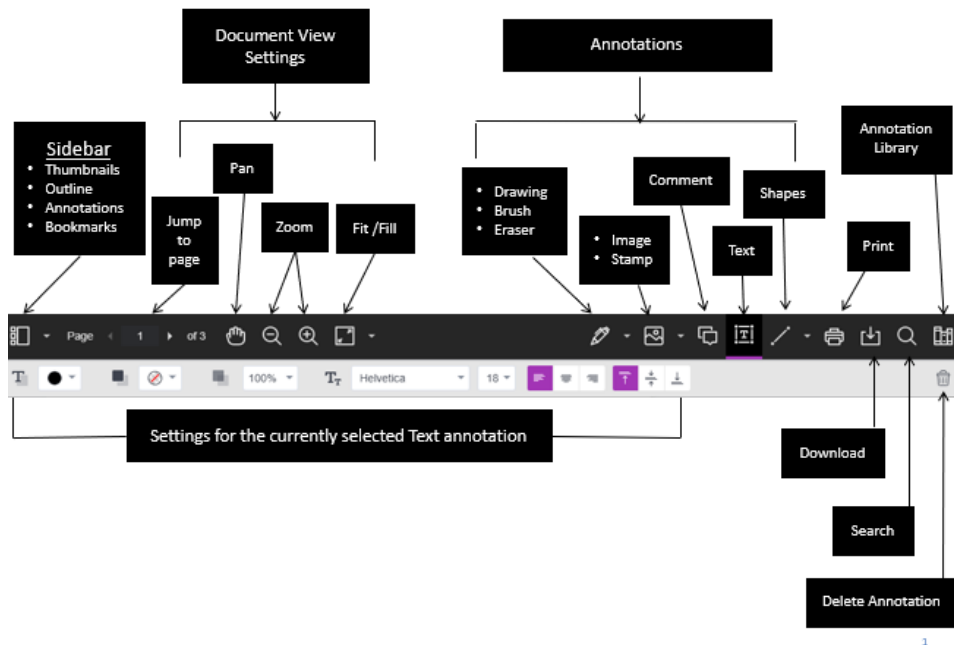 Document View
Settings
Annotations
Sidebar
• Thumbnails
• Outline
• Annotations
• Bookmarks
Jump
to
page
Pan
Zoom
Fit /Fill
• Drawing
• Brush
• Eraser
• Image
• Stamp
Comment
Text
Shapes
Print
Annotation
Library
Page 1 of 3
100% Helvetica 18
Settings for the currently selected Text annotation
Download
Search
Delete Annotation
1